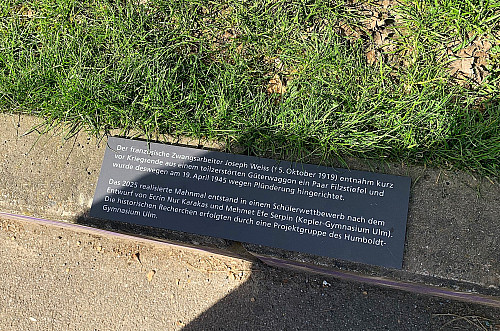 Der französische Zwangsarbeiter Joseph Weiss (15. Oktober 1919) entnahm kurz
vor Kriegsende aus einem teilzerstörten Güterwaggon ein Paar Filzstiefel und
wurde deswegen am 19. April 1945 wegen Plünderung hingerichtet.
Das 2025 realisierte Mahnmal entstand in einem Schülerwettbewerb nach dem
Entwurf von Ecrin Nur Karakas und Mehmet Efe Serpin (Kepler-Gymnasium Ulm).
Die historischen Recherchen erfolgten durch eine Projektgruppe des Humboldt-
Gymnasium Ulm.